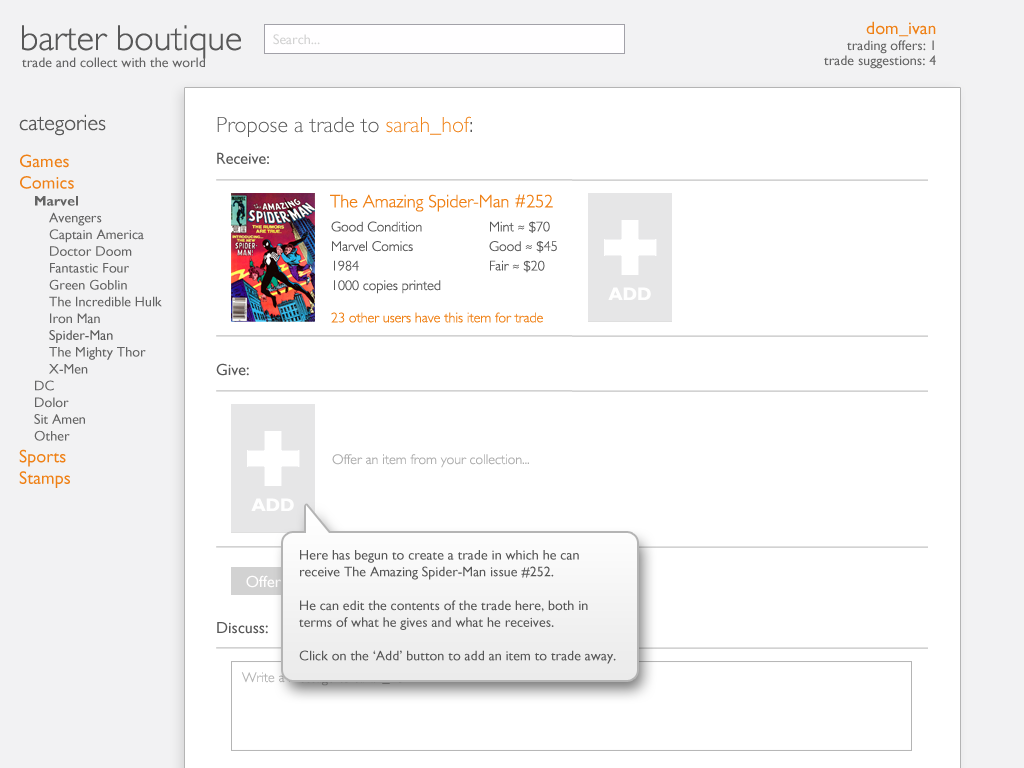 barter boutique
trade and collect with the world
Search...
dom_ivan
trading offers: 1
trade suggestions: 4
categories
Games
Comics
Marvel
Avengers
Captain America
Doctor Doom
Fantastic Four
Green Goblin
The Incredible Hulk
Iron Man
Spider-Man
The Mighty Thor
X-Men
DC
Dolor
Sit Amen
Other
Sports
Stamps
Propose a trade to sarah_hof:
Receive:
THE AMAZING
SPIDER-MAN
THE RUMORS
ARE TRUE.
INTRODUCING...
THE NEW
SPIDER-
MAN!
The Amazing Spider-Man #252
Good Condition
Mint ≈ $70
Marvel Comics
Good ≈ $45
1984
Fair ≈ $20
1000 copies printed
23 other users have this item for trade
ADD
Give:
ADD
Offer an item from your collection...
Offer
Here has begun to create a trade in which he can
receive The Amazing Spider-Man issue #252.
He can edit the contents of the trade here, both in
terms of what he gives and what he receives.
Click on the ‘Add’ button to add an item to trade away.
Discuss:
Write a